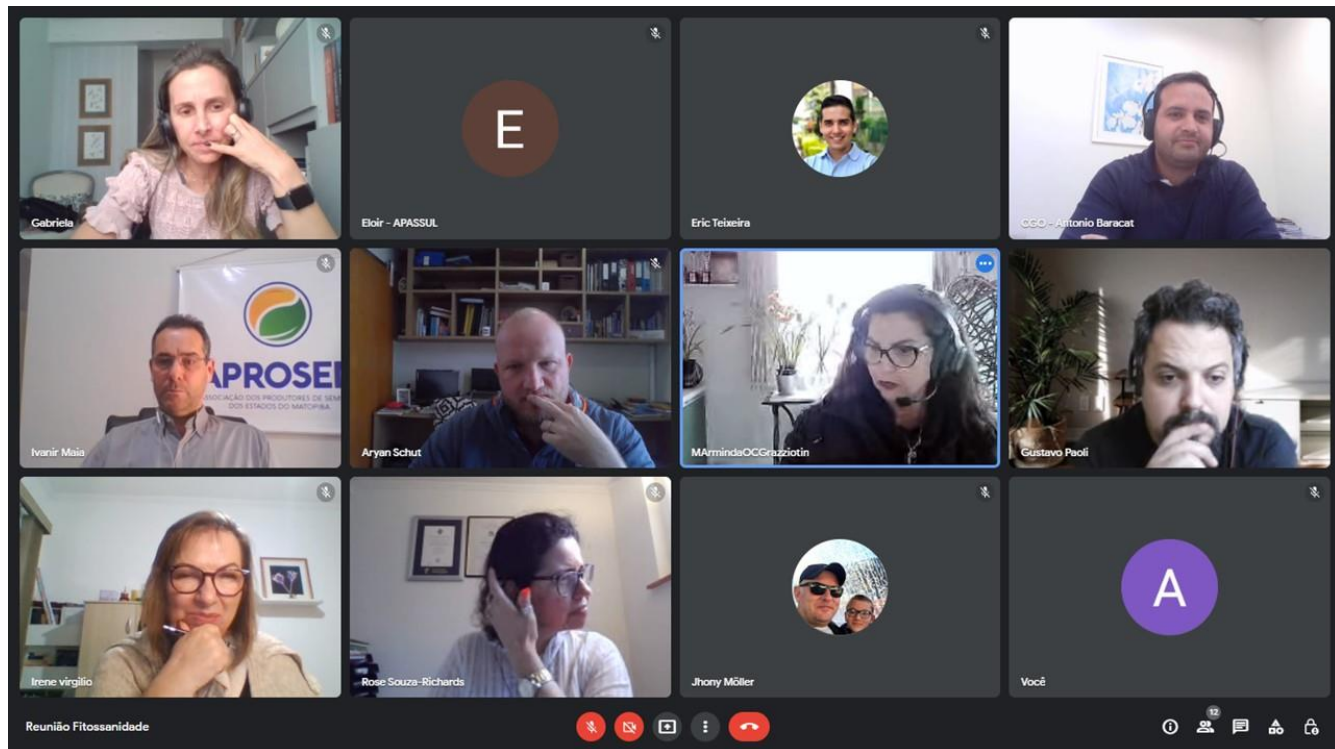 Gabriela
E
Eloir - APASSUL
Eric Teixeira
CGO - Antonio Baracat
APROSE
ASSOCIAÇÃO DOS PRODUTORES DE SEM
DOS ESTADOS DO MATOPIBA
Ivanir Maia
Aryan Schut
MArmindaOCGrazziotin
Gustavo Paoli
Irene virgilio
Rose Souza-Richards
Jhony Möller
A
Você
Reunião Fitossanidade
12